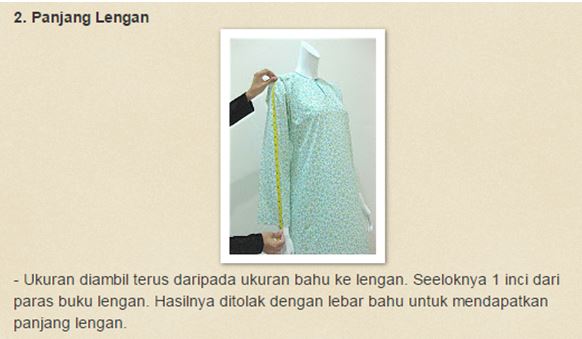 2. Panjang Lengan
- Ukuran diambil terus daripada ukuran bahu ke lengan. Seeloknya 1 inci dari
paras buku lengan. Hasilnya ditolak dengan lebar bahu untuk mendapatkan
panjang lengan.